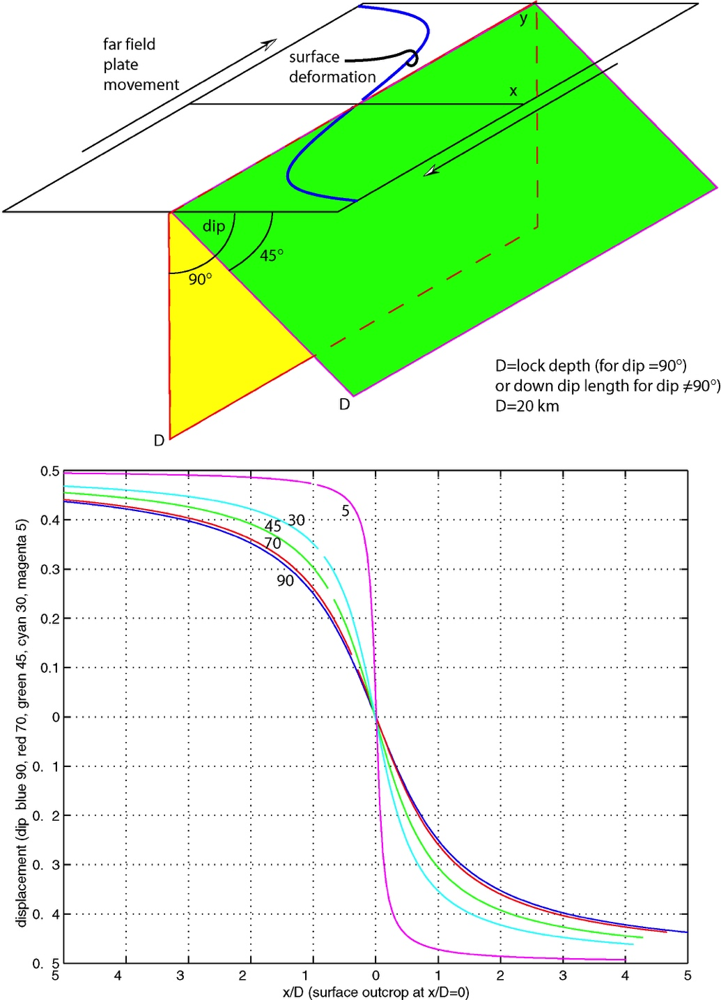 far field
plate
movement
surface
deformation
y
x
dip
45°
90°
D=lock depth (for dip =90°)
or down dip length for dip ≠90°)
D=20 km
D
D
0.5
0.4
0.3
0.2
0.1
0
0. 1
0. 2
0. 3
0. 4
0. 5
displacement (dip blue 90, red 70, green 45, cyan 30, magenta 5)
5
30
45
70
90
5 4 3 2 1 0 1 2 3 4 5
x/D (surface outcrop at x/D=0)